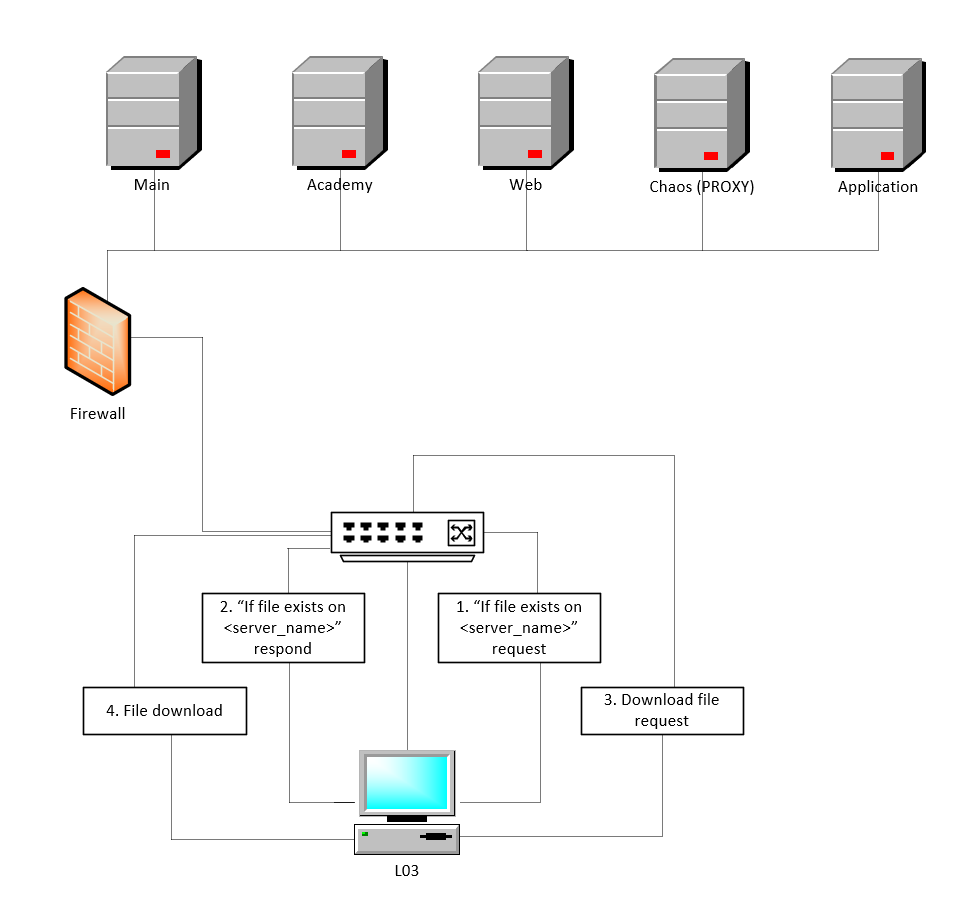 Main
Academy
Web
Chaos (PROXY)
Application
Firewall
2. “If file exists on
<server_name>”
respond
1. “If file exists on
<server_name>”
request
4. File download
3. Download file
request
L03